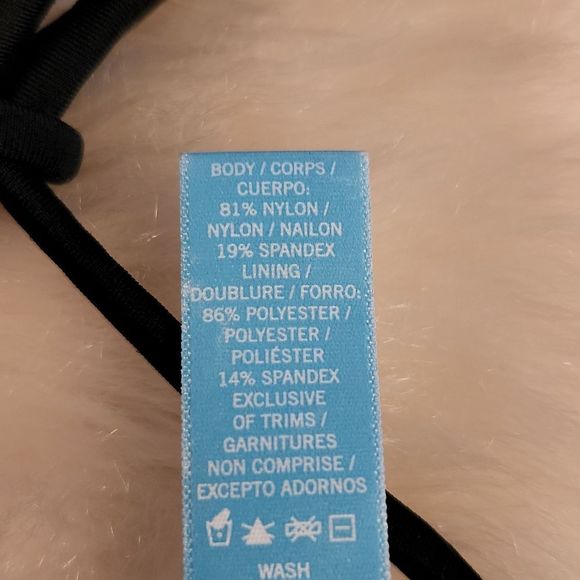 BODY / CORPS /
CUERPO:
81% NYLON /
NYLON / NAILON
19% SPANDEX
LINING /
DOUBLURE / FORRO:
86% POLYESTER /
POLYESTER /
POLIÉSTER
14% SPANDEX
EXCLUSIVE
OF TRIMS /
GARNITURES
NON COMPRISE /
EXCEPTO ADORNOS
WASH